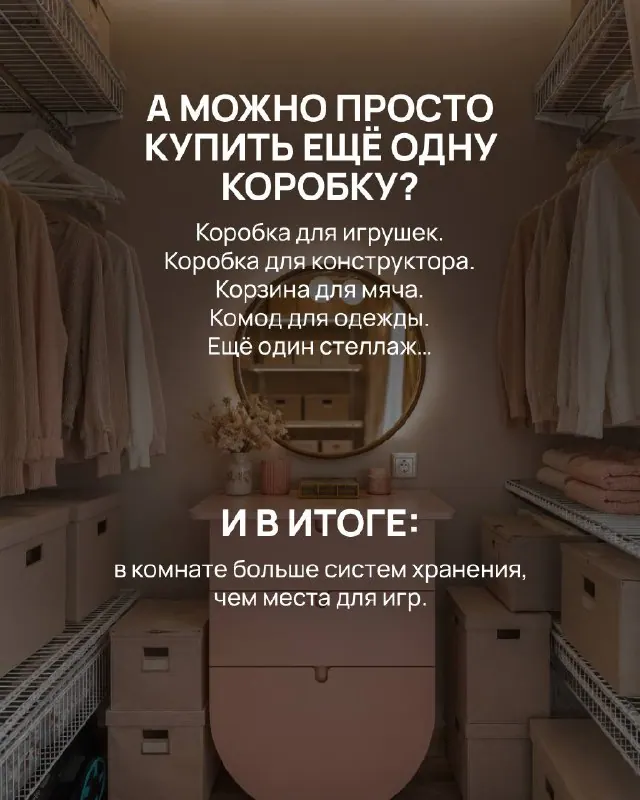 А МОЖНО ПРОСТО
КУПИТЬ ЕЩЁ ОДНУ
КОРОБКУ?
Коробка для игрушек.
Коробка для конструктора.
Корзина для мяча.
Комод для одежды.
Ещё один стеллаж...
И В ИТОГЕ:
в комнате больше систем хранения,
чем места для игр.